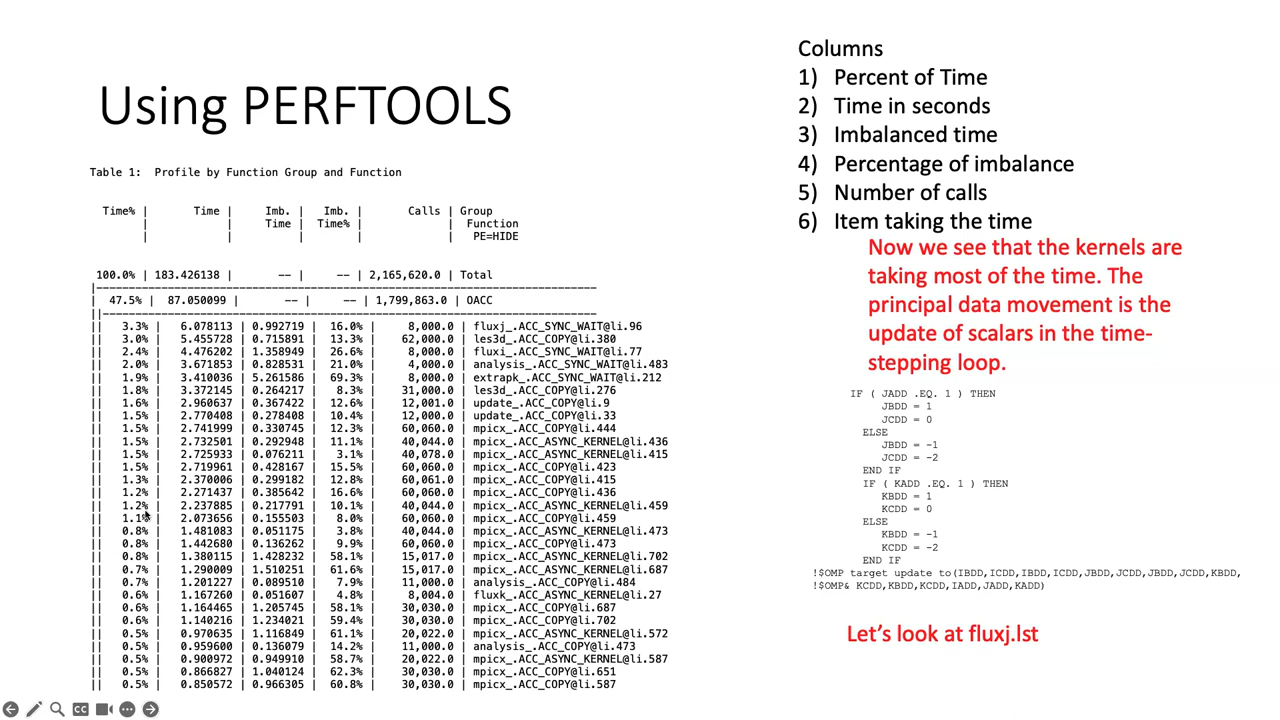 Using PERFTOOLS
Table 1:  Profile by Function Group and Function
Time% | Time | Imb. | Imb. | Calls | Group
| | Time | Time% | | Function
| | | | | PE=HIDE
100.0% | 183.426138 | -- | -- | 2,165,620.0 | Total
|-----------------------------------------------------------------------------
| 47.5% | 87.050099 | -- | -- | 1,799,863.0 | OACC
||----------------------------------------------------------------------------
|| 3.3% | 6.078113 | 0.992719 | 16.0% | 8,000.0 | fluxj_.ACC_SYNC_WAIT@li.96
|| 3.0% | 5.455728 | 0.715891 | 13.3% | 62,000.0 | les3d_.ACC_COPY@li.380
|| 2.4% | 4.476202 | 1.358949 | 26.6% | 8,000.0 | fluxi_.ACC_SYNC_WAIT@li.77
|| 2.0% | 3.671853 | 0.828531 | 21.0% | 4,000.0 | analysis_.ACC_SYNC_WAIT@li.483
|| 1.9% | 3.410036 | 5.261586 | 69.3% | 8,000.0 | extrapk_.ACC_SYNC_WAIT@li.212
|| 1.8% | 3.372145 | 0.264217 | 8.3% | 31,000.0 | les3d_.ACC_COPY@li.276
|| 1.6% | 2.960637 | 0.367422 | 12.6% | 12,001.0 | update_.ACC_COPY@li.9
|| 1.5% | 2.770408 | 0.278408 | 10.4% | 12,000.0 | update_.ACC_COPY@li.33
|| 1.5% | 2.741999 | 0.330745 | 12.3% | 60,060.0 | mpicx_.ACC_COPY@li.444
|| 1.5% | 2.732501 | 0.292948 | 11.1% | 40,044.0 | mpicx_.ACC_ASYNC_KERNEL@li.436
|| 1.5% | 2.725933 | 0.076211 | 3.1% | 40,078.0 | mpicx_.ACC_ASYNC_KERNEL@li.415
|| 1.5% | 2.719961 | 0.428167 | 15.5% | 60,060.0 | mpicx_.ACC_COPY@li.423
|| 1.3% | 2.370006 | 0.299182 | 12.8% | 60,061.0 | mpicx_.ACC_COPY@li.415
|| 1.2% | 2.271437 | 0.385642 | 16.6% | 60,060.0 | mpicx_.ACC_COPY@li.436
|| 1.2% | 2.237885 | 0.217791 | 10.1% | 40,044.0 | mpicx_.ACC_ASYNC_KERNEL@li.459
|| 1.1% | 2.073656 | 0.155503 | 8.0% | 60,060.0 | mpicx_.ACC_COPY@li.459
|| 0.8% | 1.481083 | 0.051175 | 3.8% | 40,044.0 | mpicx_.ACC_ASYNC_KERNEL@li.473
|| 0.8% | 1.442680 | 0.136262 | 9.9% | 60,060.0 | mpicx_.ACC_COPY@li.473
|| 0.8% | 1.380115 | 1.428232 | 58.1% | 15,017.0 | mpicx_.ACC_ASYNC_KERNEL@li.702
|| 0.7% | 1.290009 | 1.510251 | 61.6% | 15,017.0 | mpicx_.ACC_ASYNC_KERNEL@li.687
|| 0.7% | 1.201227 | 0.089510 | 7.9% | 11,000.0 | analysis_.ACC_COPY@li.484
|| 0.6% | 1.167260 | 0.051607 | 4.8% | 8,004.0 | fluxk_.ACC_ASYNC_KERNEL@li.27
|| 0.6% | 1.164465 | 1.205745 | 58.1% | 30,030.0 | mpicx_.ACC_COPY@li.687
|| 0.6% | 1.140216 | 1.234021 | 59.4% | 30,030.0 | mpicx_.ACC_COPY@li.702
|| 0.5% | 0.970635 | 1.116849 | 61.1% | 20,022.0 | mpicx_.ACC_ASYNC_KERNEL@li.572
|| 0.5% | 0.959600 | 0.136079 | 14.2% | 11,000.0 | analysis_.ACC_COPY@li.473
|| 0.5% | 0.900972 | 0.949910 | 58.7% | 20,022.0 | mpicx_.ACC_ASYNC_KERNEL@li.587
|| 0.5% | 0.866827 | 1.040124 | 62.3% | 30,030.0 | mpicx_.ACC_COPY@li.651
|| 0.5% | 0.850572 | 0.966305 | 60.8% | 30,030.0 | mpicx_.ACC_COPY@li.587
Columns
1) Percent of Time
2) Time in seconds
3) Imbalanced time
4) Percentage of imbalance
5) Number of calls
6) Item taking the time
Now we see that the kernels are
taking most of the time. The
principal data movement is the
update of scalars in the time-
stepping loop.
IF ( JADD .EQ. 1 ) THEN
JBDD = 1
JCDD = 0
ELSE
JBDD = -1
JCDD = -2
END IF
IF ( KADD .EQ. 1 ) THEN
KBDD = 1
KCDD = 0
ELSE
KBDD = -1
KCDD = -2
END IF
!$OMP target update to(IBDD,ICDD,IBDD,ICDD,JBDD,JCDD,JBDD,JCDD,KBDD,
!$OMP& KCDD,KBDD,KCDD,IADD,JADD,KADD)
Let's look at fluxj.lst
CC